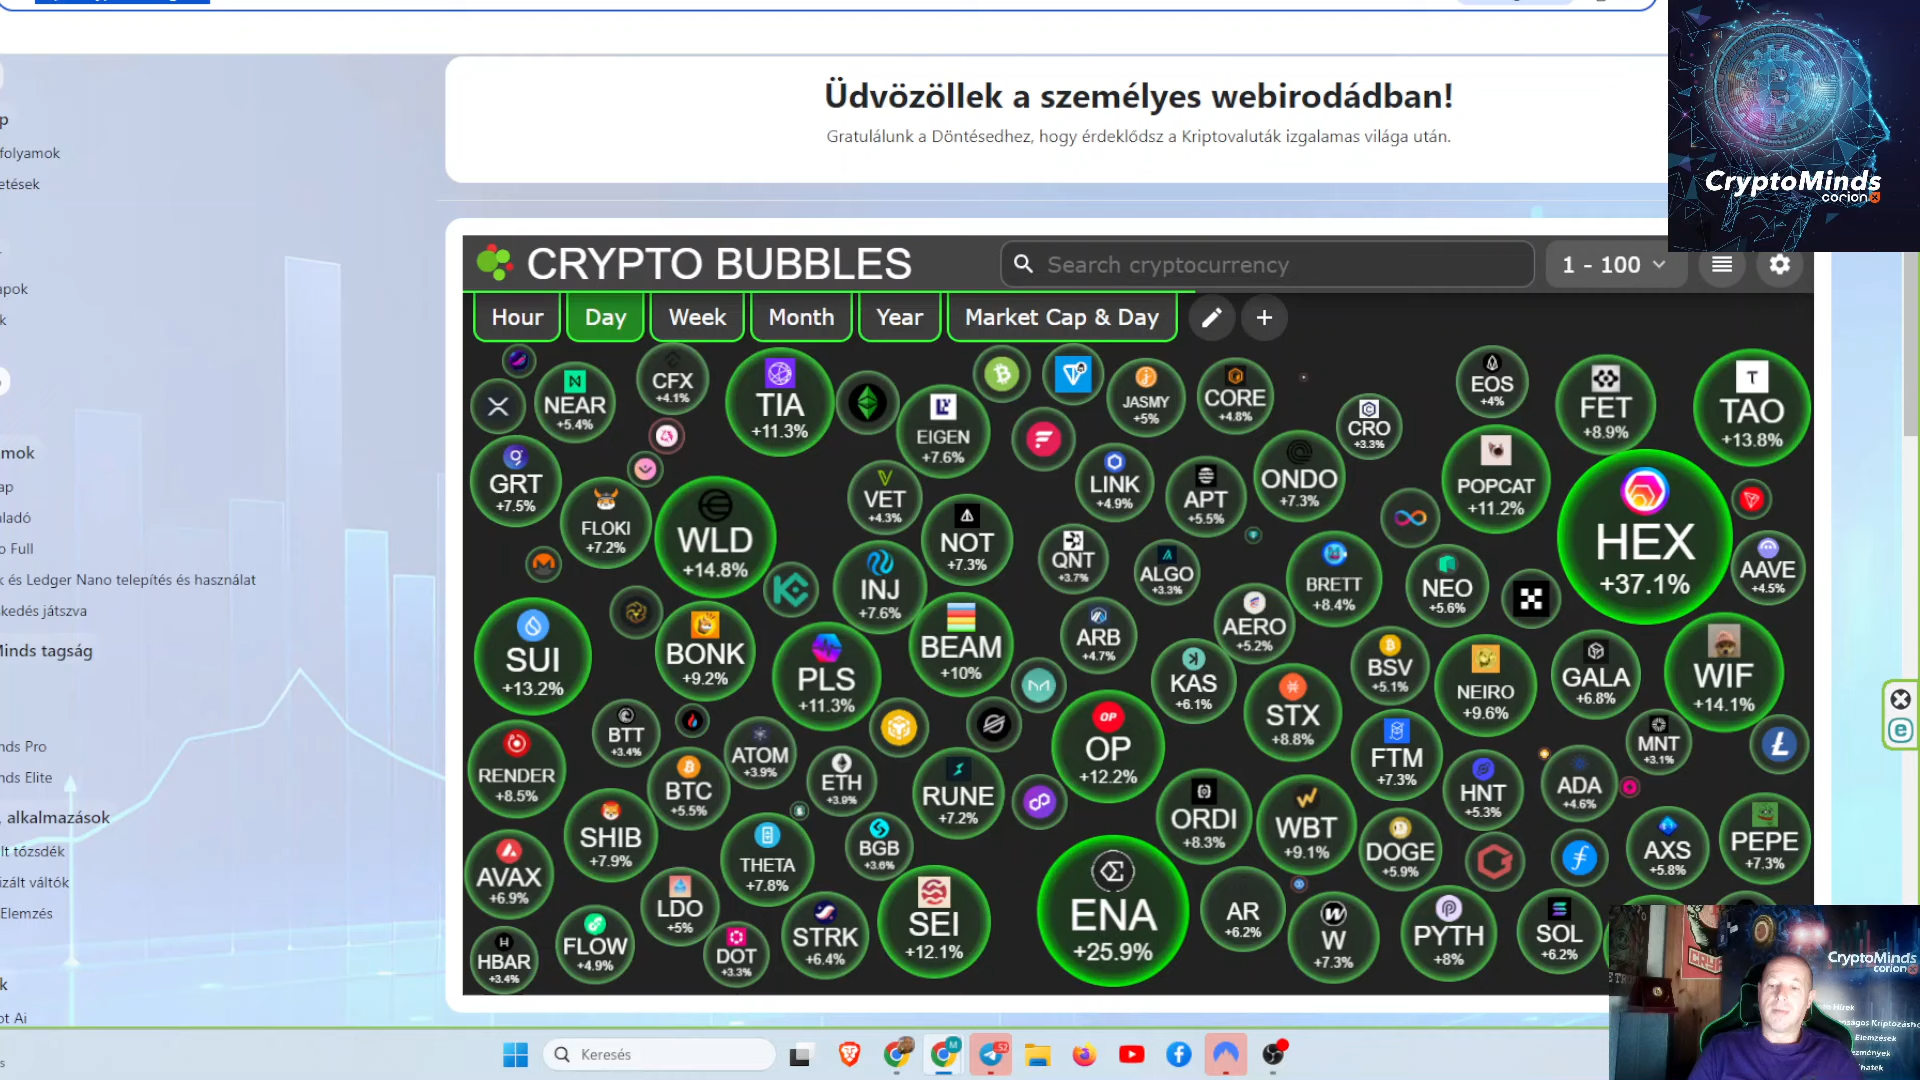 Üdvözöllek a személyes webirodádban!
Gratulálunk a Döntésedhez, hogy érdeklődsz a Kriptovaluták izgalmas világa után.
CryptoMinds
corion
CRYPTO BUBBLES
Search cryptocurrency
1 - 100
Hour
Day
Week
Month
Year
Market Cap & Day
NEAR
+5.4%
CFX
+4.1%
TIA
+11.3%
EIGEN
+7.6%
JASMY
+5%
CORE
+4.8%
CRO
+3.3%
EOS
+4%
FET
+8.9%
TAO
+13.8%
GRT
+7.5%
FLOKI
+7.2%
WLD
+14.8%
VET
+4.3%
NOT
+7.3%
LINK
+4.9%
APT
+5.5%
ONDO
+7.3%
POPCAT
+11.2%
HEX
+37.1%
AAVE
+4.5%
INJ
+7.6%
QNT
+3.7%
ALGO
+3.3%
BRETT
+8.4%
NEO
+5.6%
SUI
+13.2%
BONK
+9.2%
PLS
+11.3%
BEAM
+10%
ARB
+4.7%
AERO
+5.2%
KAS
+6.1%
BSV
+5.1%
NEIRO
+9.6%
GALA
+6.8%
WIF
+14.1%
BTT
+3.4%
ATOM
+3.9%
OP
+12.2%
STX
+8.8%
FTM
+7.3%
MNT
+3.1%
RENDER
+8.5%
BTC
+5.5%
ETH
+3.9%
RUNE
+7.2%
HNT
+5.3%
ADA
+4.6%
SHIB
+7.9%
THETA
+7.8%
BGB
+3.6%
ORDI
+8.3%
WBT
+9.1%
DOGE
+5.9%
AXS
+5.8%
PEPE
+7.3%
AVAX
+6.9%
LDO
+5%
SEI
+12.1%
ENA
+25.9%
AR
+6.2%
W
+7.3%
PYTH
+8%
SOL
+6.2%
HBAR
+3.4%
FLOW
+4.9%
DOT
+3.3%
STRK
+6.4%
p
folyamok
etések
apok
k
amok
ap
aladó
o Full
k és Ledger Nano telepítés és használat
kedés játszva
Minds tagság
nds Pro
nds Elite
, alkalmazások
lt tőzsdék
izált váltók
Elemzés
k
ot Ai
s
Keresés
52
CryptoMinds
corion
Hírek
Elemzések